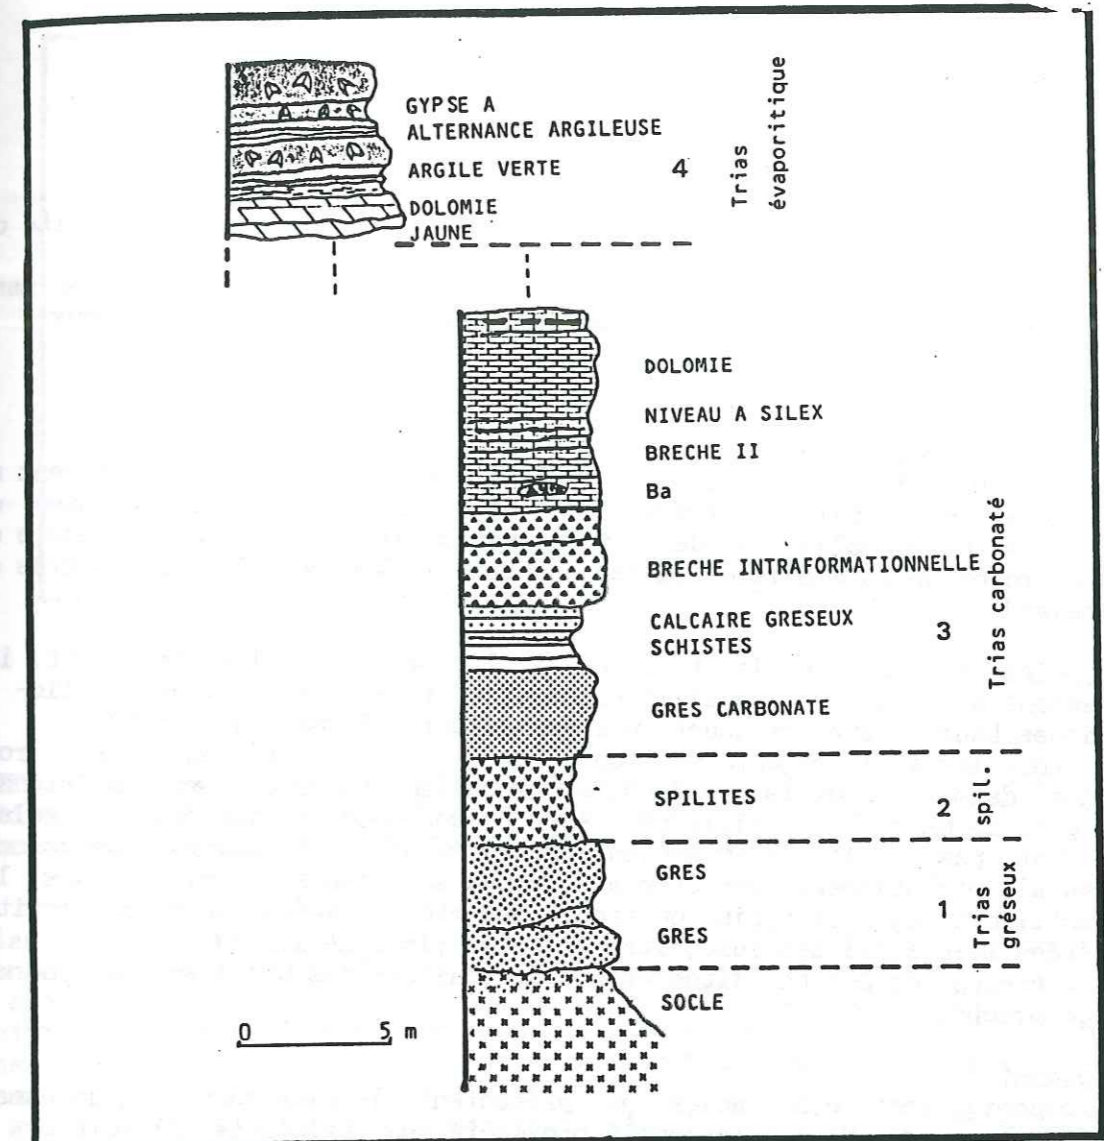 GYPSE A
ALTERNANCE ARGILEUSE
ARGILE VERTE
4
Trias
évaporitique
DOLOMIE
JAUNE
DOLOMIE
NIVEAU A SILEX
BRECHE II
Ba
BRECHE INTRAFORMATIONNELLE
CALCAIRE GRESEUX
SCHISTES
3
Trias carbonaté
GRES CARBONATE
SPILITES
2
spil.
GRES
1
Trias
gréseux
GRES
SOCLE
0 5 m